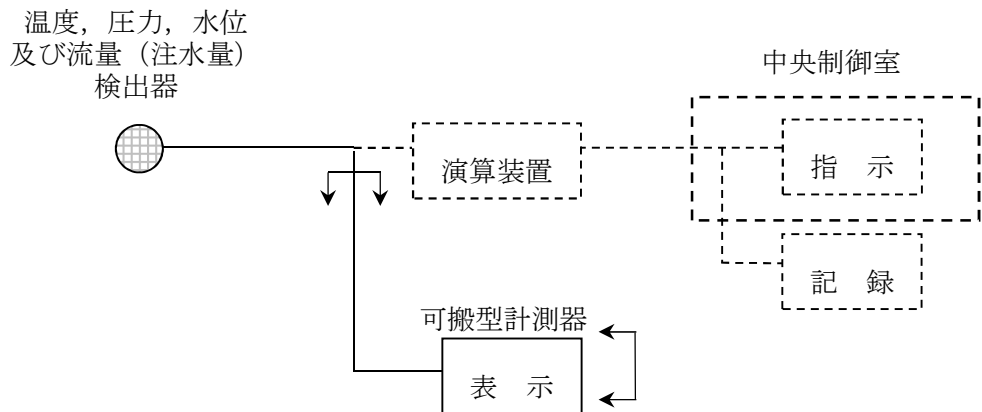 温度，圧力，水位
及び流量（注水量）
検出器
中央制御室
演算装置
指　示
記　録
可搬型計測器
表　示